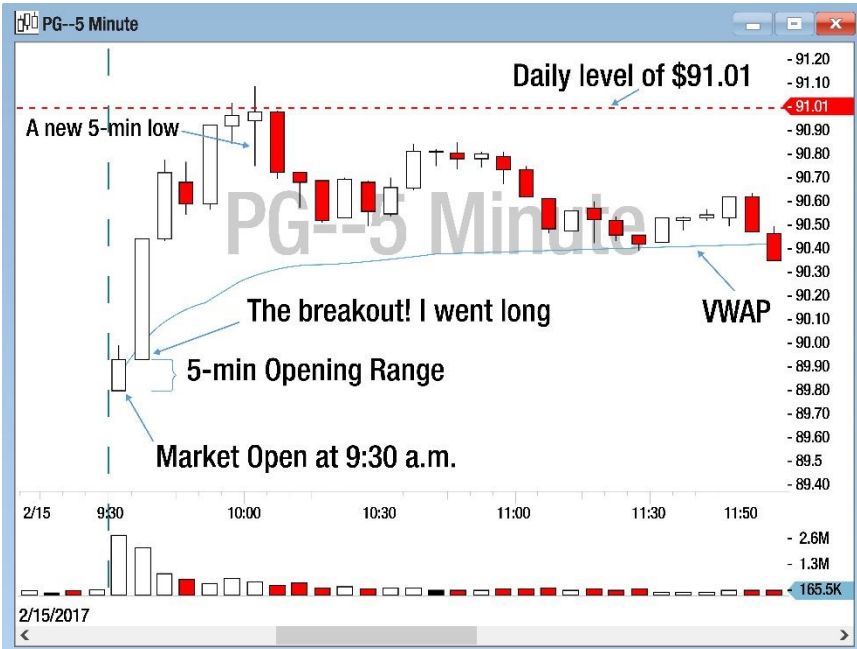 PG--5 Minute
Daily level of $91.01
A new 5-min low
PG--5 Minute
The breakout! I went long
VWAP
5-min Opening Range
Market Open at 9:30 a.m.
- 91.20
- 91.10
91.01
- 90.90
- 90.80
- 90.70
- 90.60
- 90.50
- 90.40
- 90.30
- 90.20
- 90.10
- 90.00
- 89.90
- 89.80
- 89.70
- 89.60
- 89.5
- 89.40
2/15 9:30 10:00 10:30 11:00 11:30 11:50
- 2.6M
- 1.3M
165.5K
2/15/2017